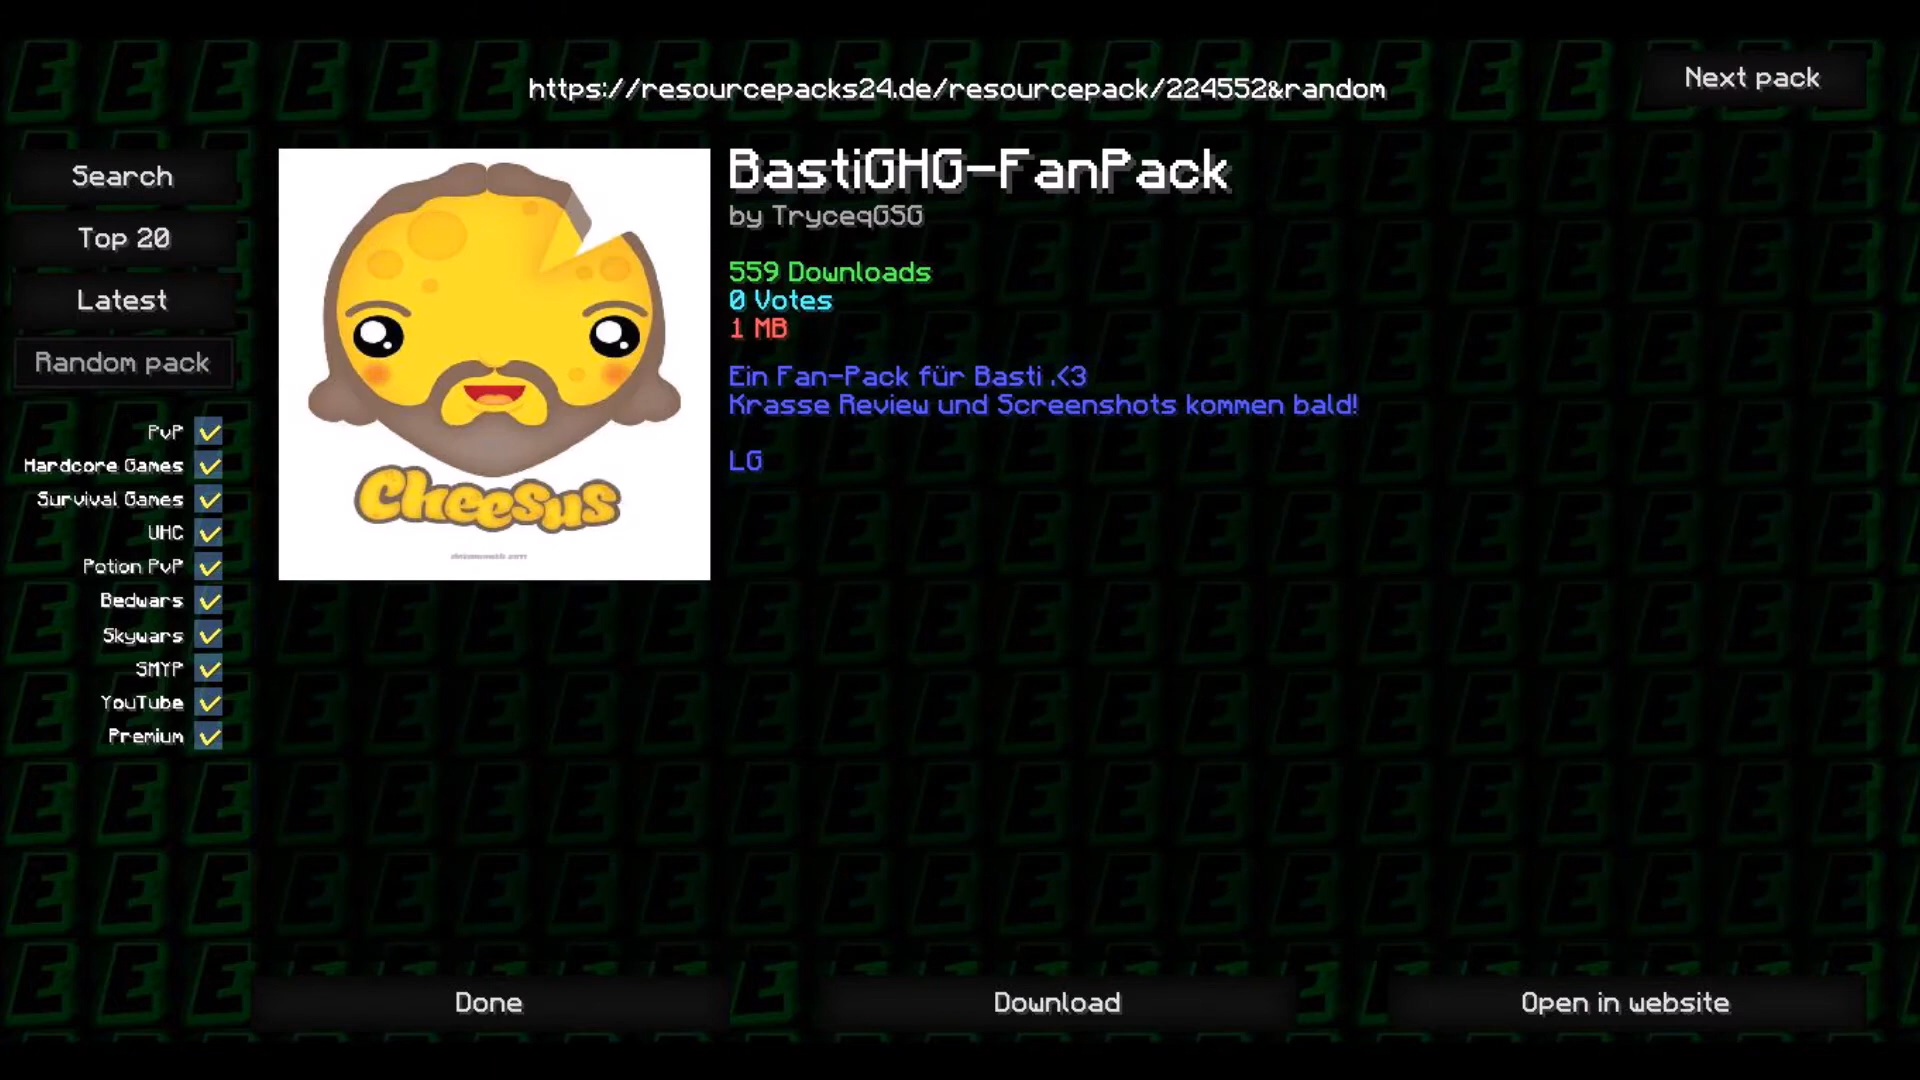 https://resourcepacks24.de/resourcepack/224552&random
Next pack
Search
Top 20
Latest
Random pack
PvP
Hardcore Games
Survival Games
UHC
Potion PvP
Bedwars
Skywars
SMYP
YouTube
Premium
Cheesus
BastiGHG-FanPack
by TryceqGSG
559 Downloads
0 Votes
1 MB
Ein Fan-Pack für Basti .<3
Krasse Review und Screenshots kommen bald!
LG
Done
Download
Open in website